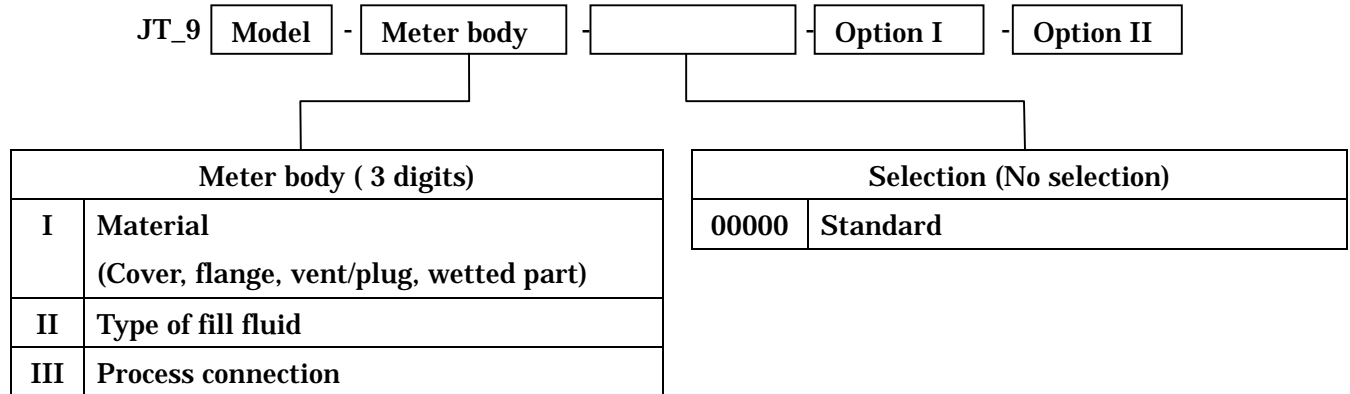 JT_9 Model - Meter body - - Option I - Option II
Meter body ( 3 digits)
I Material
(Cover, flange, vent/plug, wetted part)
II Type of fill fluid
III Process connection
Selection (No selection)
00000 Standard